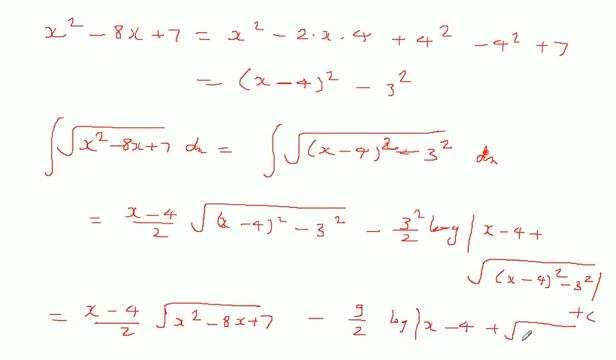 x² - 8x + 7 = x² - 2·x·4 + 4² - 4² + 7
= (x - 4)² - 3²
∫√(x² - 8x + 7) dx = ∫√((x - 4)² - 3²) dx
= (x - 4)/2 √((x - 4)² - 3²) - 3²/2 log |x - 4 +
√((x - 4)² - 3²)| + c
= (x - 4)/2 √(x² - 8x + 7) - 9/2 log |x - 4 + √